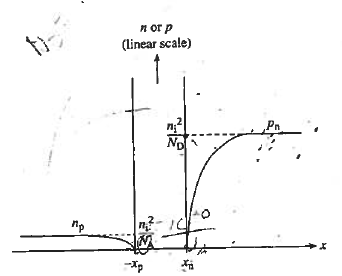 n or p
(linear scale)
n_i^2
N_D
p_n
n_p
n_i^2
N_A
-x_p
x_n
x